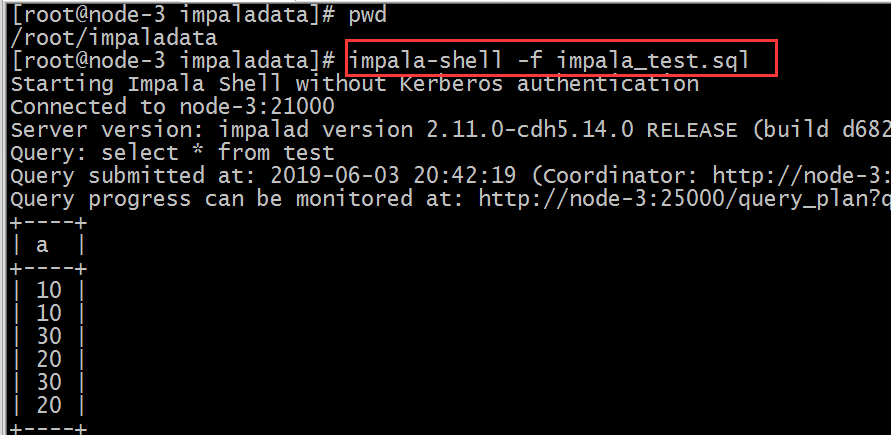 [root@node-3 impaladata]# pwd
/root/impaladata
[root@node-3 impaladata]# impala-shell -f impala_test.sql
Starting Impala Shell without Kerberos authentication
Connected to node-3:21000
Server version: impalad version 2.11.0-cdh5.14.0 RELEASE (build d682
Query: select * from test
Query submitted at: 2019-06-03 20:42:19 (Coordinator: http://node-3:
Query progress can be monitored at: http://node-3:25000/query_plan?q
+----+
| a  |
+----+
| 10 |
| 10 |
| 30 |
| 20 |
| 30 |
| 20 |
+----+